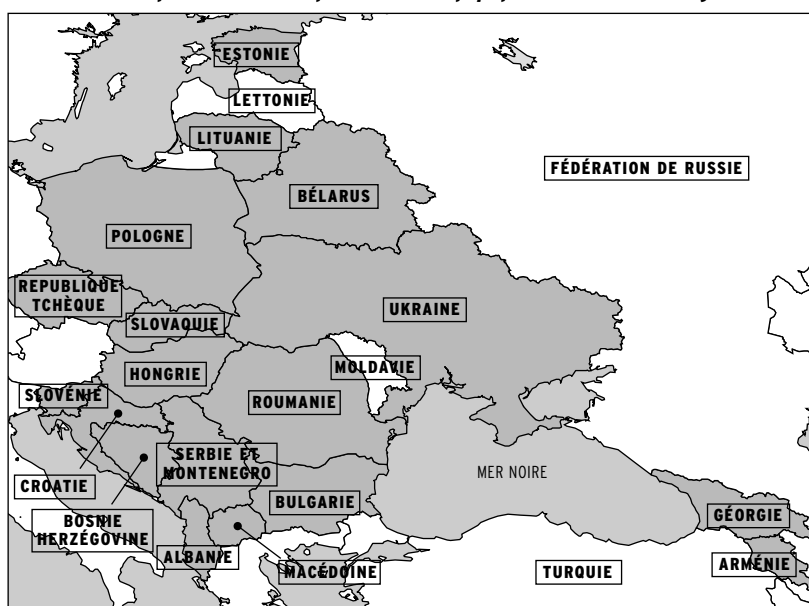 ESTONIE
LETTONIE
LITUANIE
FÉDÉRATION DE RUSSIE
BÉLARUS
POLOGNE
REPUBLIQUE
TCHÈQUE
UKRAINE
SLOVAQUIE
MOLDAVIE
HONGRIE
SLOVÉNIE
ROUMANIE
SERBIE ET
MONTENEGRO
MER NOIRE
CROATIE
BULGARIE
GÉORGIE
BOSNIE
HERZÉGOVINE
ALBANIE
MACÉDOINE
TURQUIE
ARMÉNIE